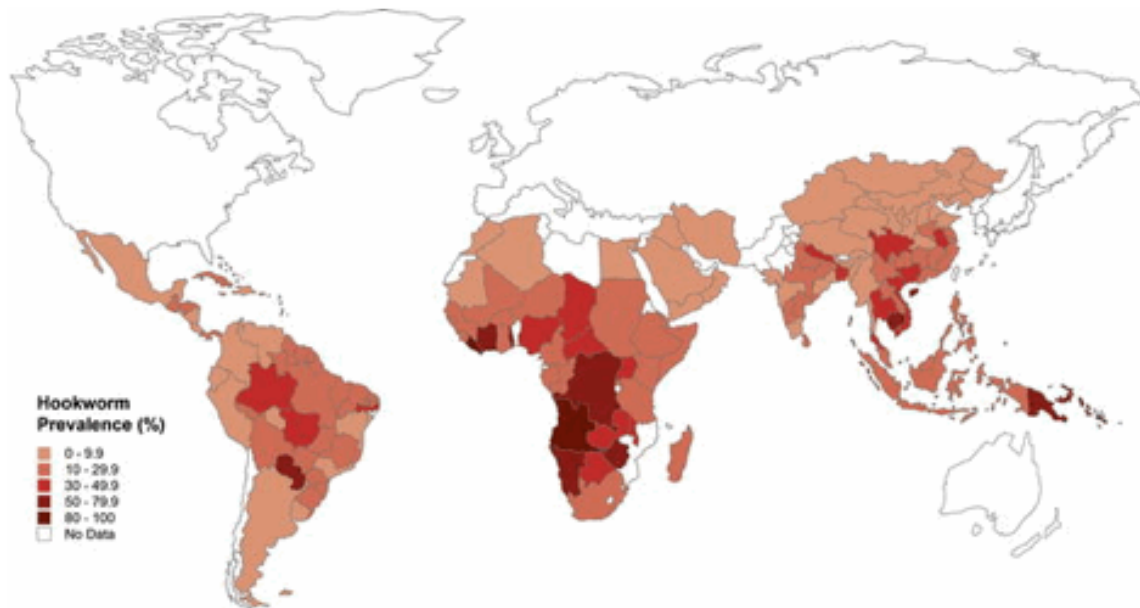 Hookworm
Prevalence (%)
0 - 9.9
10 - 29.9
30 - 49.9
50 - 79.9
80 - 100
No Data